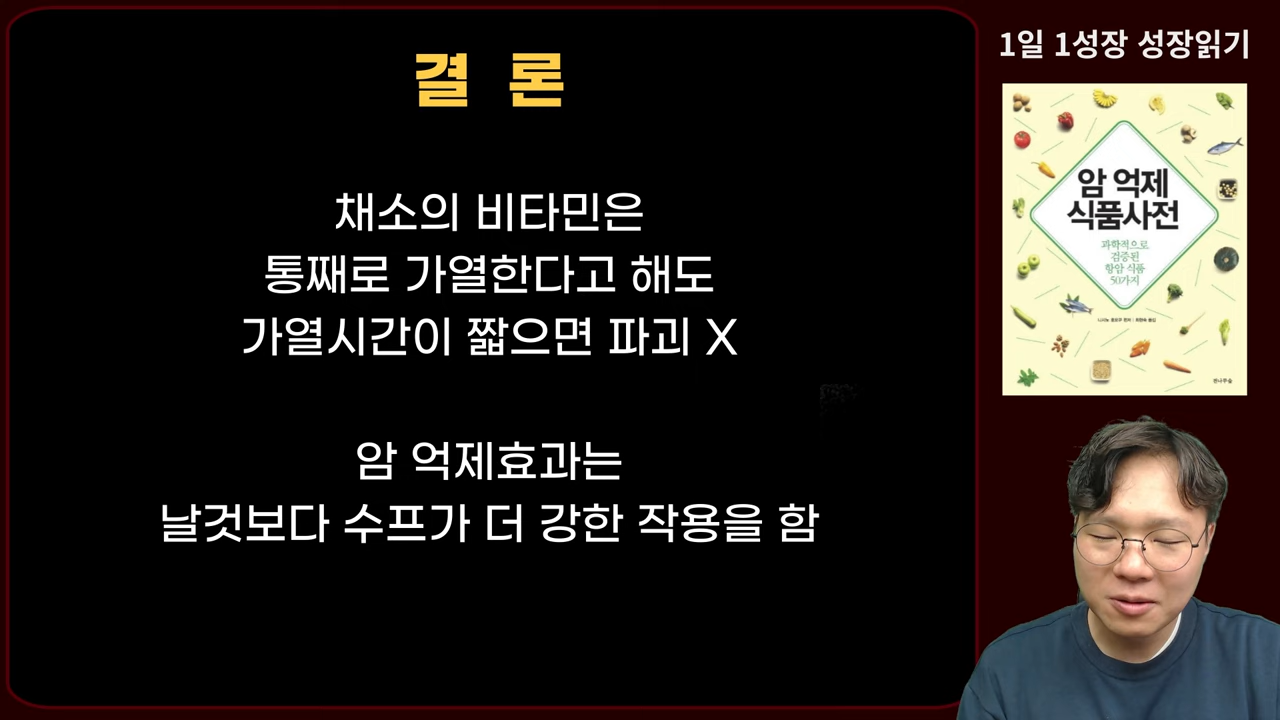 결 론
채소의 비타민은
통째로 가열한다고 해도
가열시간이 짧으면 파괴 X
암 억제효과는
날것보다 수프가 더 강한 작용을 함
1일 1성장 성장읽기
암 억제
식품사전
과학적으로
검증된
항암 식품
50가지
전나무숲